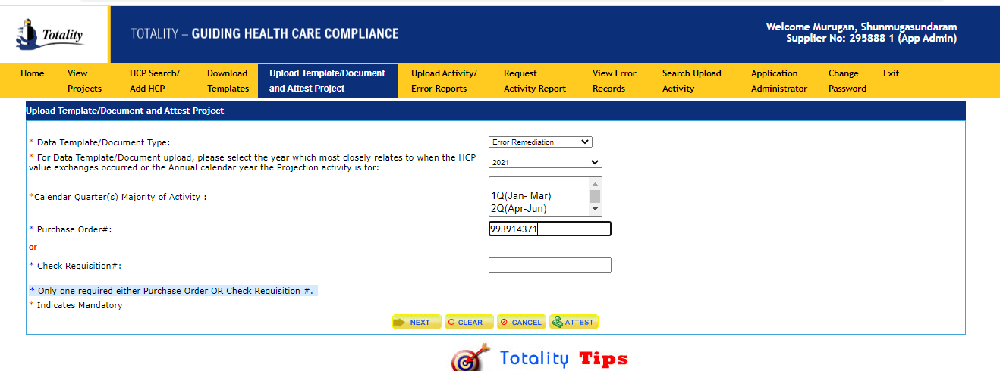 Totality
TOTALITY – GUIDING HEALTH CARE COMPLIANCE
Welcome Murugan, Shunmugasundaram
Supplier No: 295888 1 (App Admin)
Home
View
Projects
HCP Search/
Add HCP
Download
Templates
Upload Template/Document
and Attest Project
Upload Activity/
Error Reports
Request
Activity Report
View Error
Records
Search Upload
Activity
Application
Administrator
Change
Password
Exit
Upload Template/Document and Attest Project
* Data Template/Document Type:
Error Remediation
* For Data Template/Document upload, please select the year which most closely relates to when the HCP
value exchanges occurred or the Annual calendar year the Projection activity is for:
2021
*Calendar Quarter(s) Majority of Activity :
...
1Q(Jan- Mar)
2Q(Apr-Jun)
* Purchase Order#:
993914371
or
* Check Requisition#:
* Only one required either Purchase Order OR Check Requisition #.
* Indicates Mandatory
NEXT
CLEAR
CANCEL
ATTEST
Totality Tips